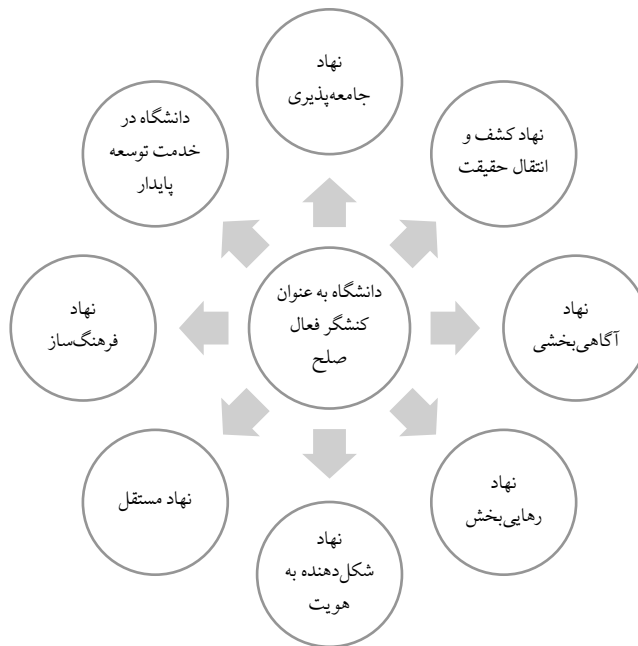 نهاد
جامعه‌پذیری
نهاد کشف و
انتقال حقیقت
دانشگاه در
خدمت توسعه
پایدار
دانشگاه به عنوان
کنشگر فعال
صلح
نهاد
آگاهی‌بخشی
نهاد
فرهنگ‌ساز
نهاد
رهایی‌بخش
نهاد مستقل
نهاد
شکل‌دهنده به
هویت